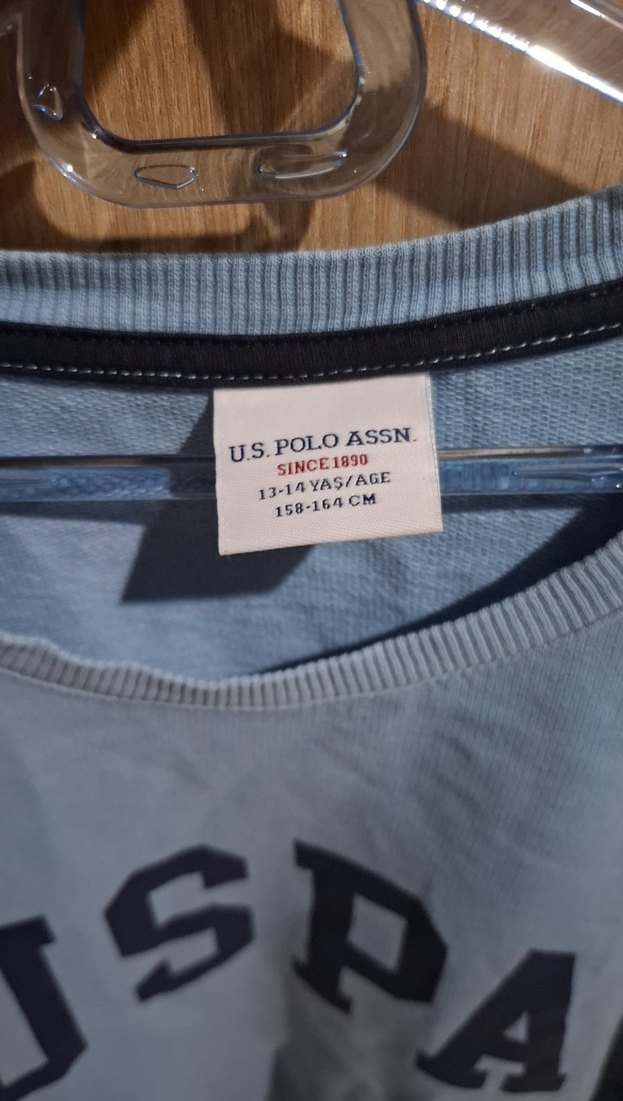 U.S. POLO ASSN.
SINCE 1890
13-14 YAŞ/AGE
158-164 CM
USPA